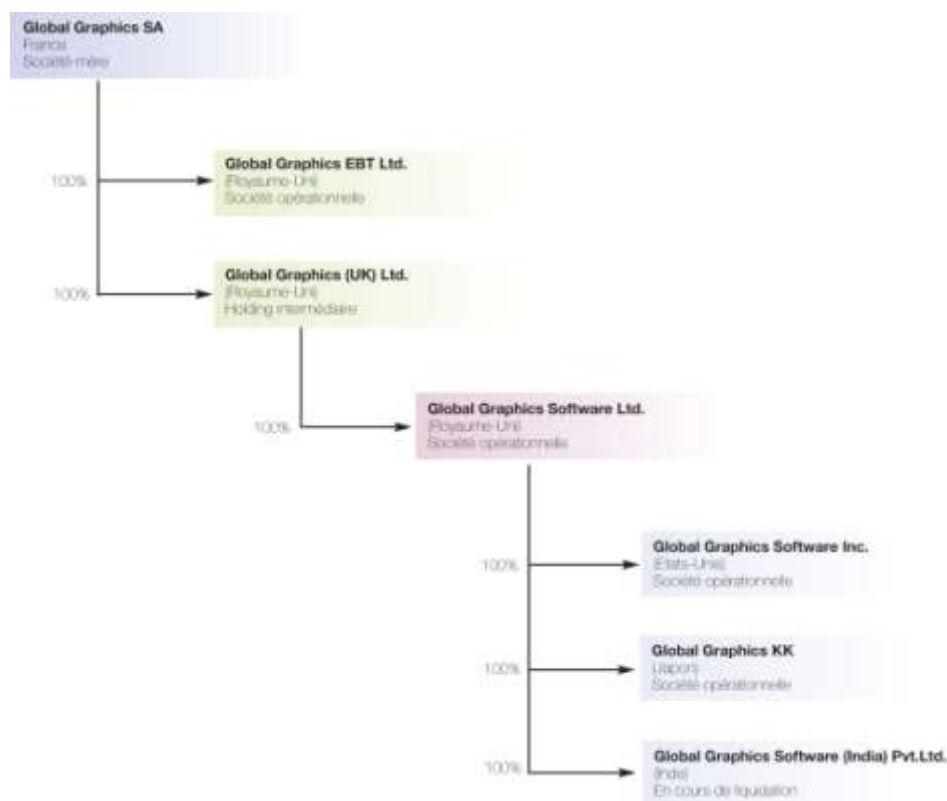 Global Graphics SA
France
Société-mère
100%
Global Graphics EBT Ltd.
(Royaume-Uni)
Société opérationnelle
100%
Global Graphics (UK) Ltd.
(Royaume-Uni)
Holding intermédiaire
100%
Global Graphics Software Ltd.
(Royaume-Uni)
Société opérationnelle
100%
Global Graphics Software Inc.
(Etats-Unis)
Société opérationnelle
100%
Global Graphics KK
(Japon)
Société opérationnelle
100%
Global Graphics Software (India) Pvt.Ltd.
(Inde)
En cours de liquidation